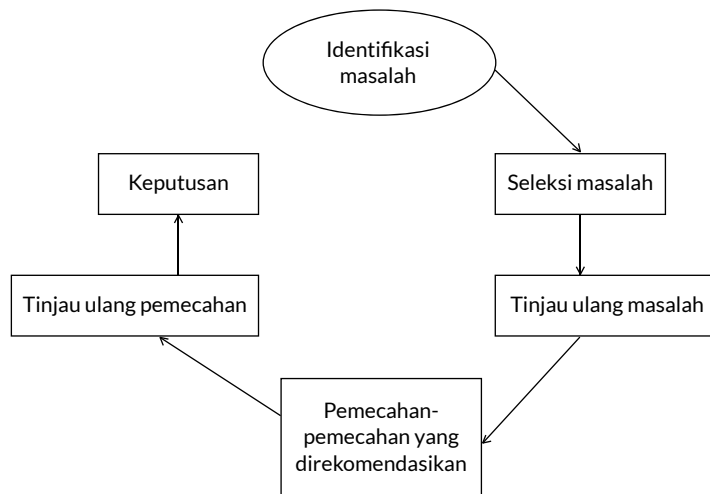 Identifikasi
masalah
Keputusan
Seleksi masalah
Tinjau ulang pemecahan
Tinjau ulang masalah
Pemecahan-
pemecahan yang
direkomendasikan